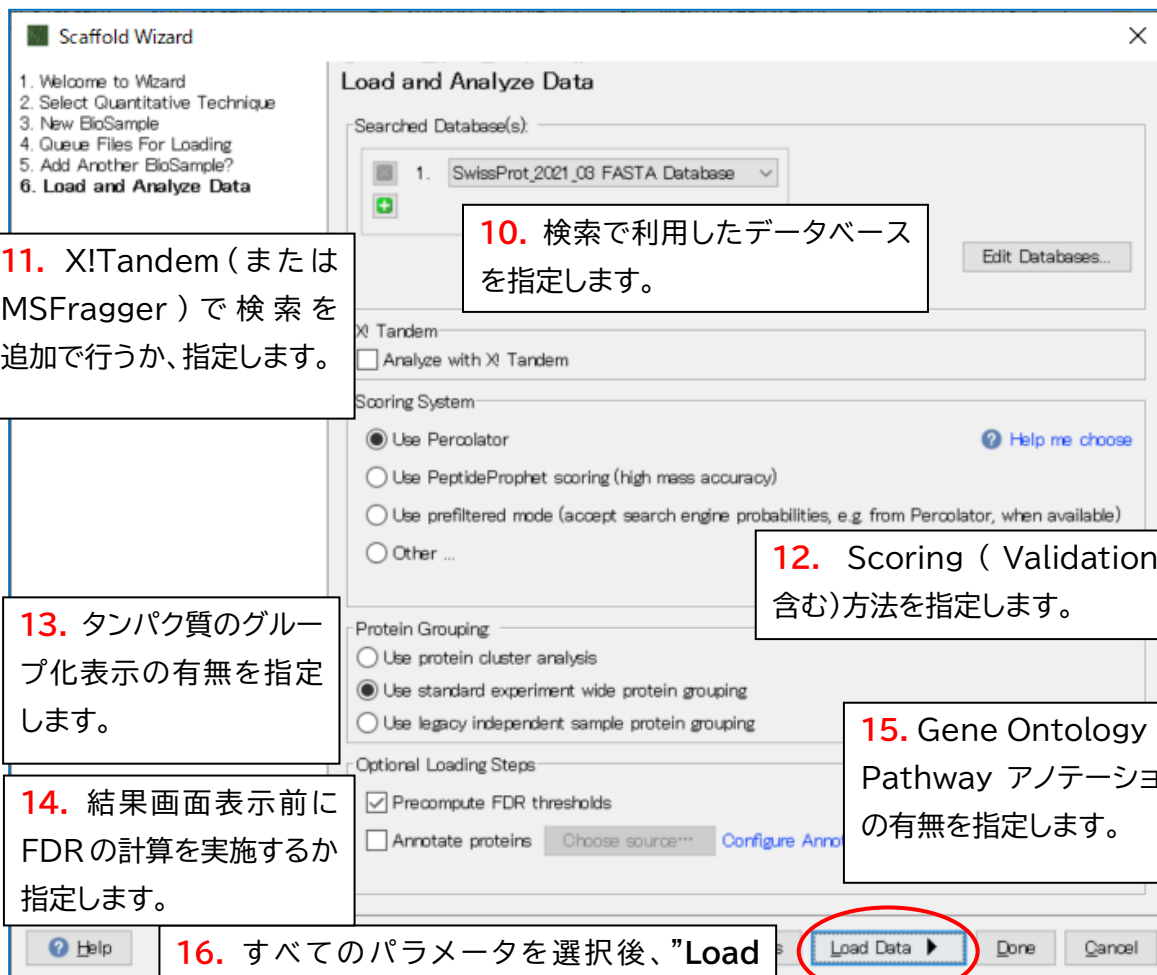 Scaffold Wizard
1. Welcome to Wizard
2. Select Quantitative Technique
3. New BioSample
4. Queue Files For Loading
5. Add Another BioSample?
6. Load and Analyze Data
Load and Analyze Data
Searched Database(s):
1. SwissProt_2021_03 FASTA Database
10. 検索で利用したデータベース
を指定します。
Edit Databases...
11. X!Tandem(または
MSFragger)で検索を
追加で行うか、指定します。
X! Tandem
Analyze with X! Tandem
Scoring System
Use Percolator
Help me choose
Use PeptideProphet scoring (high mass accuracy)
Use prefiltered mode (accept search engine probabilities, e.g. from Percolator, when available)
Other ...
12. Scoring ( Validation
含む)方法を指定します。
13. タンパク質のグルー
プ化表示の有無を指定
します。
Protein Grouping
Use protein cluster analysis
Use standard experiment wide protein grouping
Use legacy independent sample protein grouping
15. Gene Ontology
Pathway アノテーショ
の有無を指定します。
14. 結果画面表示前に
FDRの計算を実施するか
指定します。
Optional Loading Steps
Precompute FDR thresholds
Annotate proteins
Choose source...
Configure Annot
Help
16. すべてのパラメータを選択後、"Load
s
Load Data
Done
Cancel